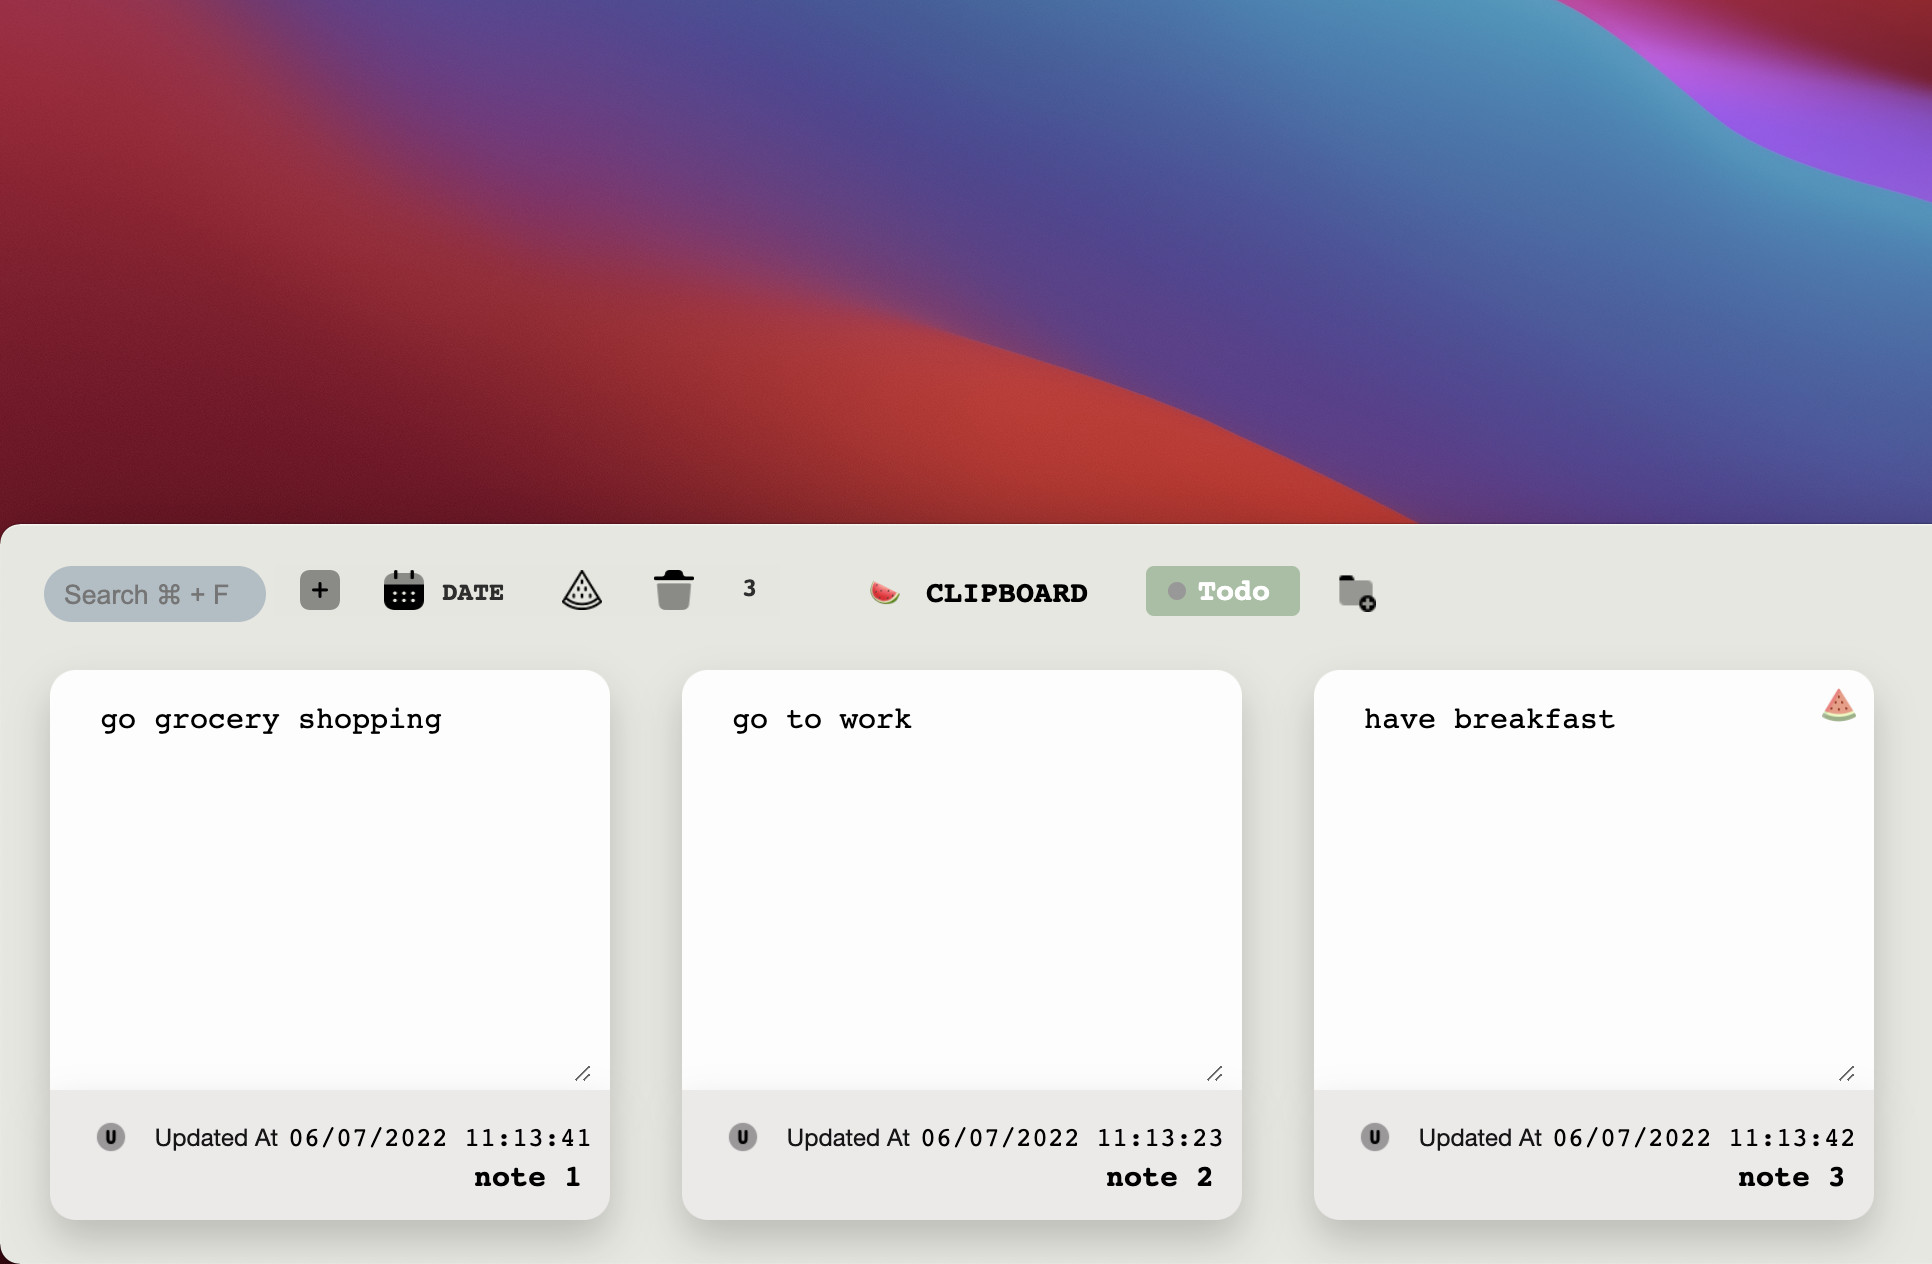 Search ⌘ + F
DATE
3
CLIPBOARD
Todo
go grocery shopping
U Updated At 06/07/2022 11:13:41
note 1
go to work
U Updated At 06/07/2022 11:13:23
note 2
have breakfast
U Updated At 06/07/2022 11:13:42
note 3